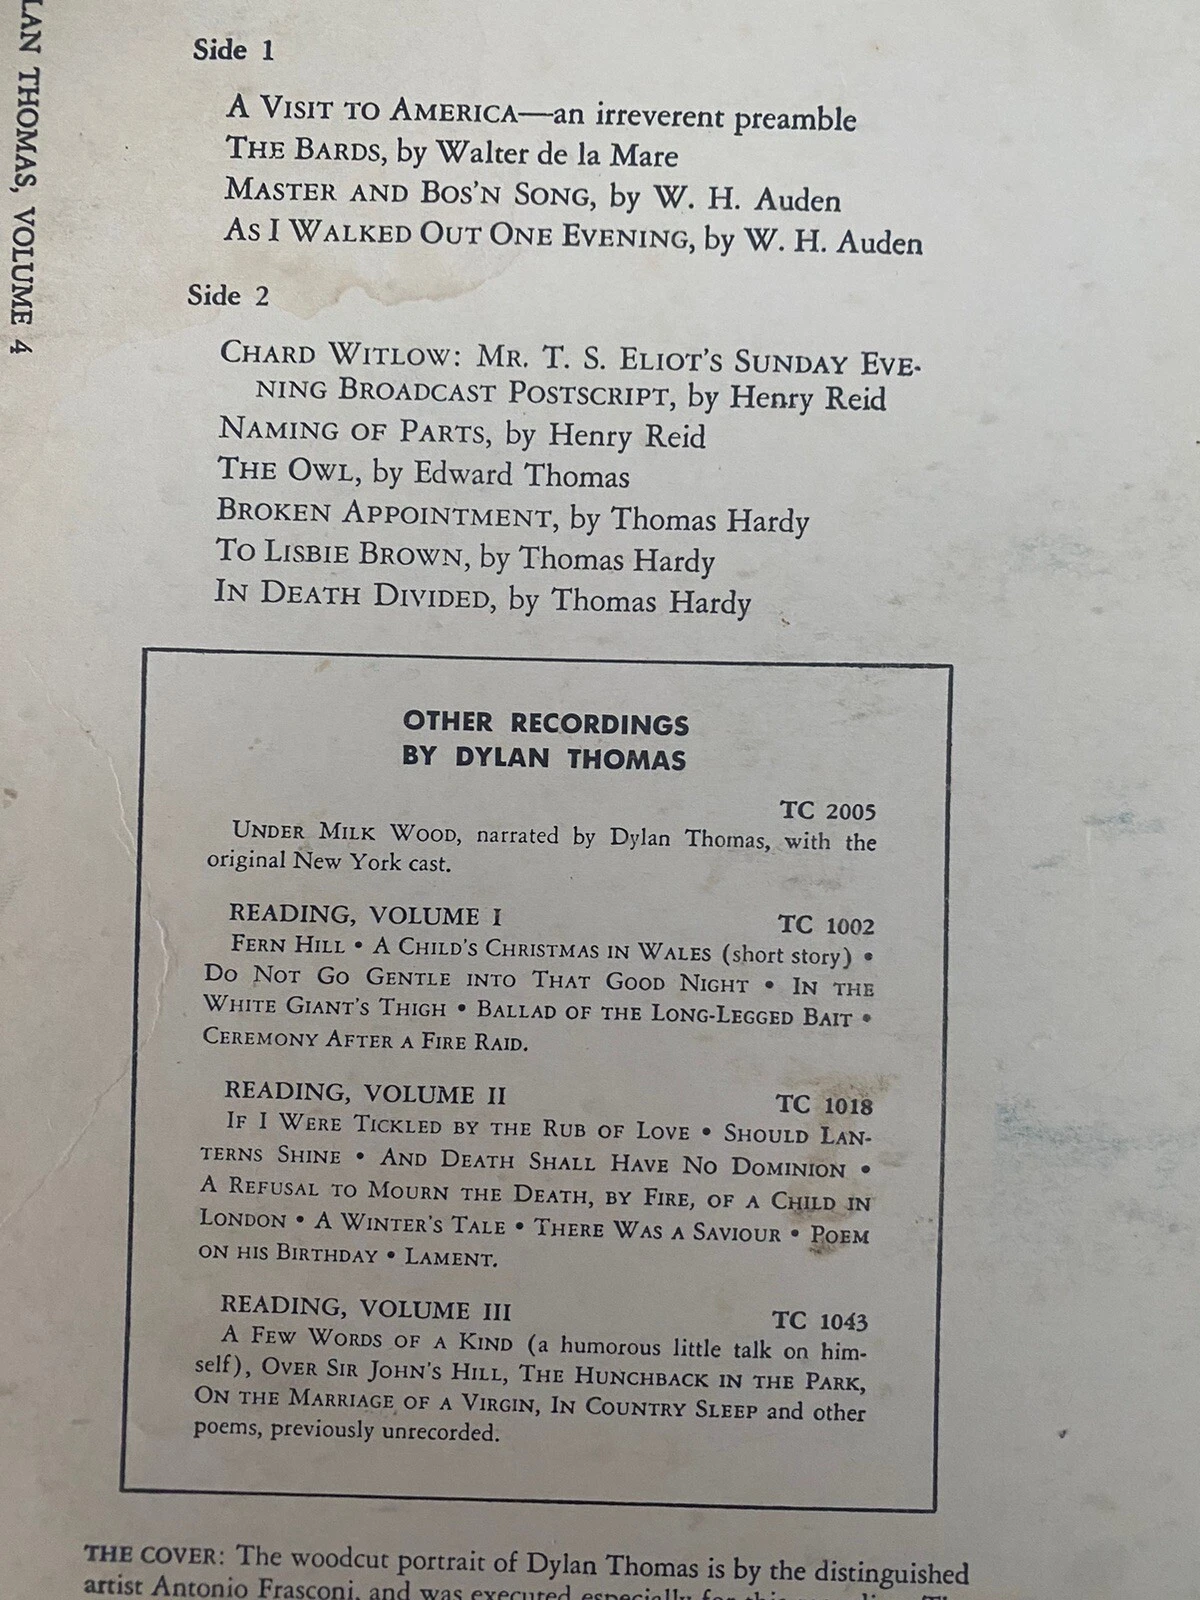 LAN THOMAS, VOLUME 4
Side 1
A VISIT TO AMERICA—an irreverent preamble
THE BARDS, by Walter de la Mare
MASTER AND BOS'N SONG, by W. H. Auden
AS I WALKED OUT ONE EVENING, by W. H. Auden
Side 2
CHARD WITLOW: MR. T. S. ELIOT'S SUNDAY EVE-
NING BROADCAST POSTSCRIPT, by Henry Reid
NAMING OF PARTS, by Henry Reid
THE OWL, by Edward Thomas
BROKEN APPOINTMENT, by Thomas Hardy
TO LISBIE BROWN, by Thomas Hardy
IN DEATH DIVIDED, by Thomas Hardy
OTHER RECORDINGS
BY DYLAN THOMAS
TC 2005
UNDER MILK WOOD, narrated by Dylan Thomas, with the
original New York cast.
READING, VOLUME I TC 1002
FERN HILL • A CHILD'S CHRISTMAS IN WALES (short story) •
DO NOT GO GENTLE INTO THAT GOOD NIGHT • IN THE
WHITE GIANT'S THIGH • BALLAD OF THE LONG-LEGGED BAIT •
CEREMONY AFTER A FIRE RAID.
READING, VOLUME II TC 1018
IF I WERE TICKLED BY THE RUB OF LOVE • SHOULD LAN-
TERNS SHINE • AND DEATH SHALL HAVE NO DOMINION •
A REFUSAL TO MOURN THE DEATH, BY FIRE, OF A CHILD IN
LONDON • A WINTER'S TALE • THERE WAS A SAVIOUR • POEM
ON HIS BIRTHDAY • LAMENT.
READING, VOLUME III TC 1043
A FEW WORDS OF A KIND (a humorous little talk on him-
self), OVER SIR JOHN'S HILL, THE HUNCHBACK IN THE PARK,
ON THE MARRIAGE OF A VIRGIN, IN COUNTRY SLEEP and other
poems, previously unrecorded.
THE COVER: The woodcut portrait of Dylan Thomas is by the distinguished
artist Antonio Frasconi, and was executed especially for this